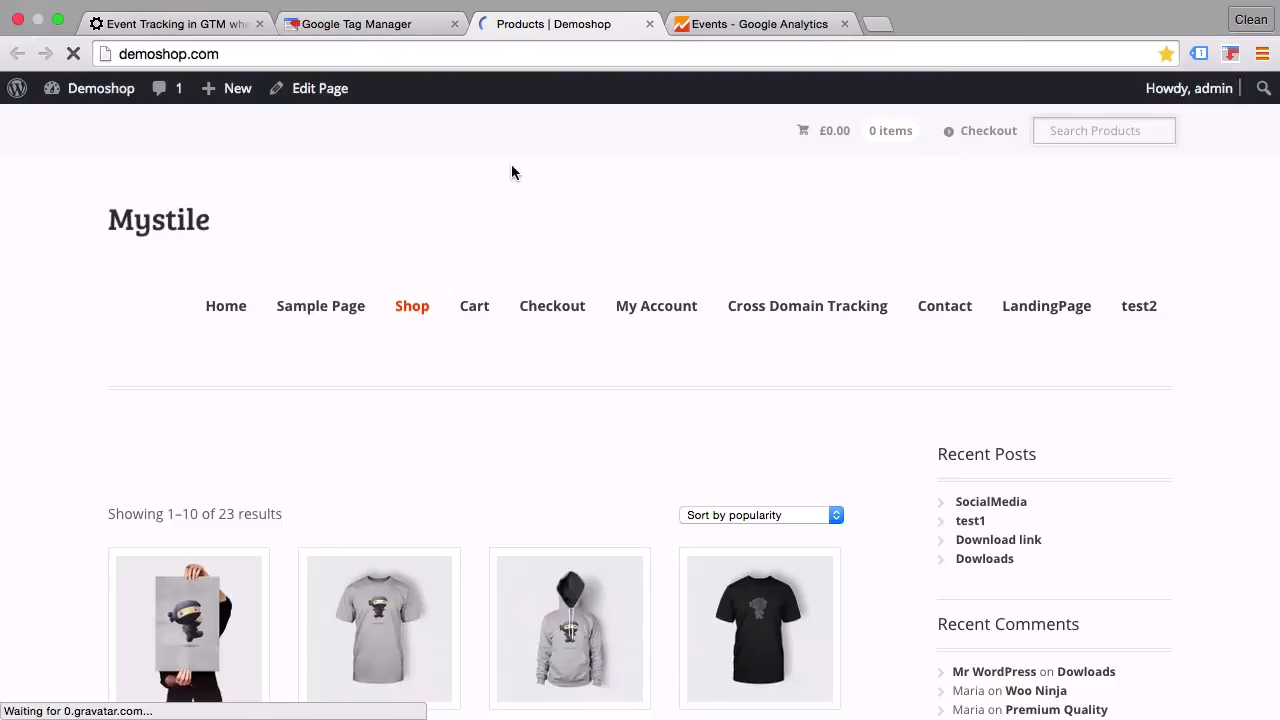 Event Tracking in GTM whe
Google Tag Manager
Products | Demoshop
Events - Google Analytics
Clean
demoshop.com
1
Demoshop
1
New
Edit Page
Howdy, admin
£0.00
0 items
Checkout
Search Products
Mystile
Home
Sample Page
Shop
Cart
Checkout
My Account
Cross Domain Tracking
Contact
LandingPage
test2
Showing 1–10 of 23 results
Sort by popularity
Recent Posts
SocialMedia
test1
Download link
Dowloads
Recent Comments
Mr WordPress on Dowloads
Maria on Woo Ninja
Maria on Premium Quality
Waiting for 0.gravatar.com...